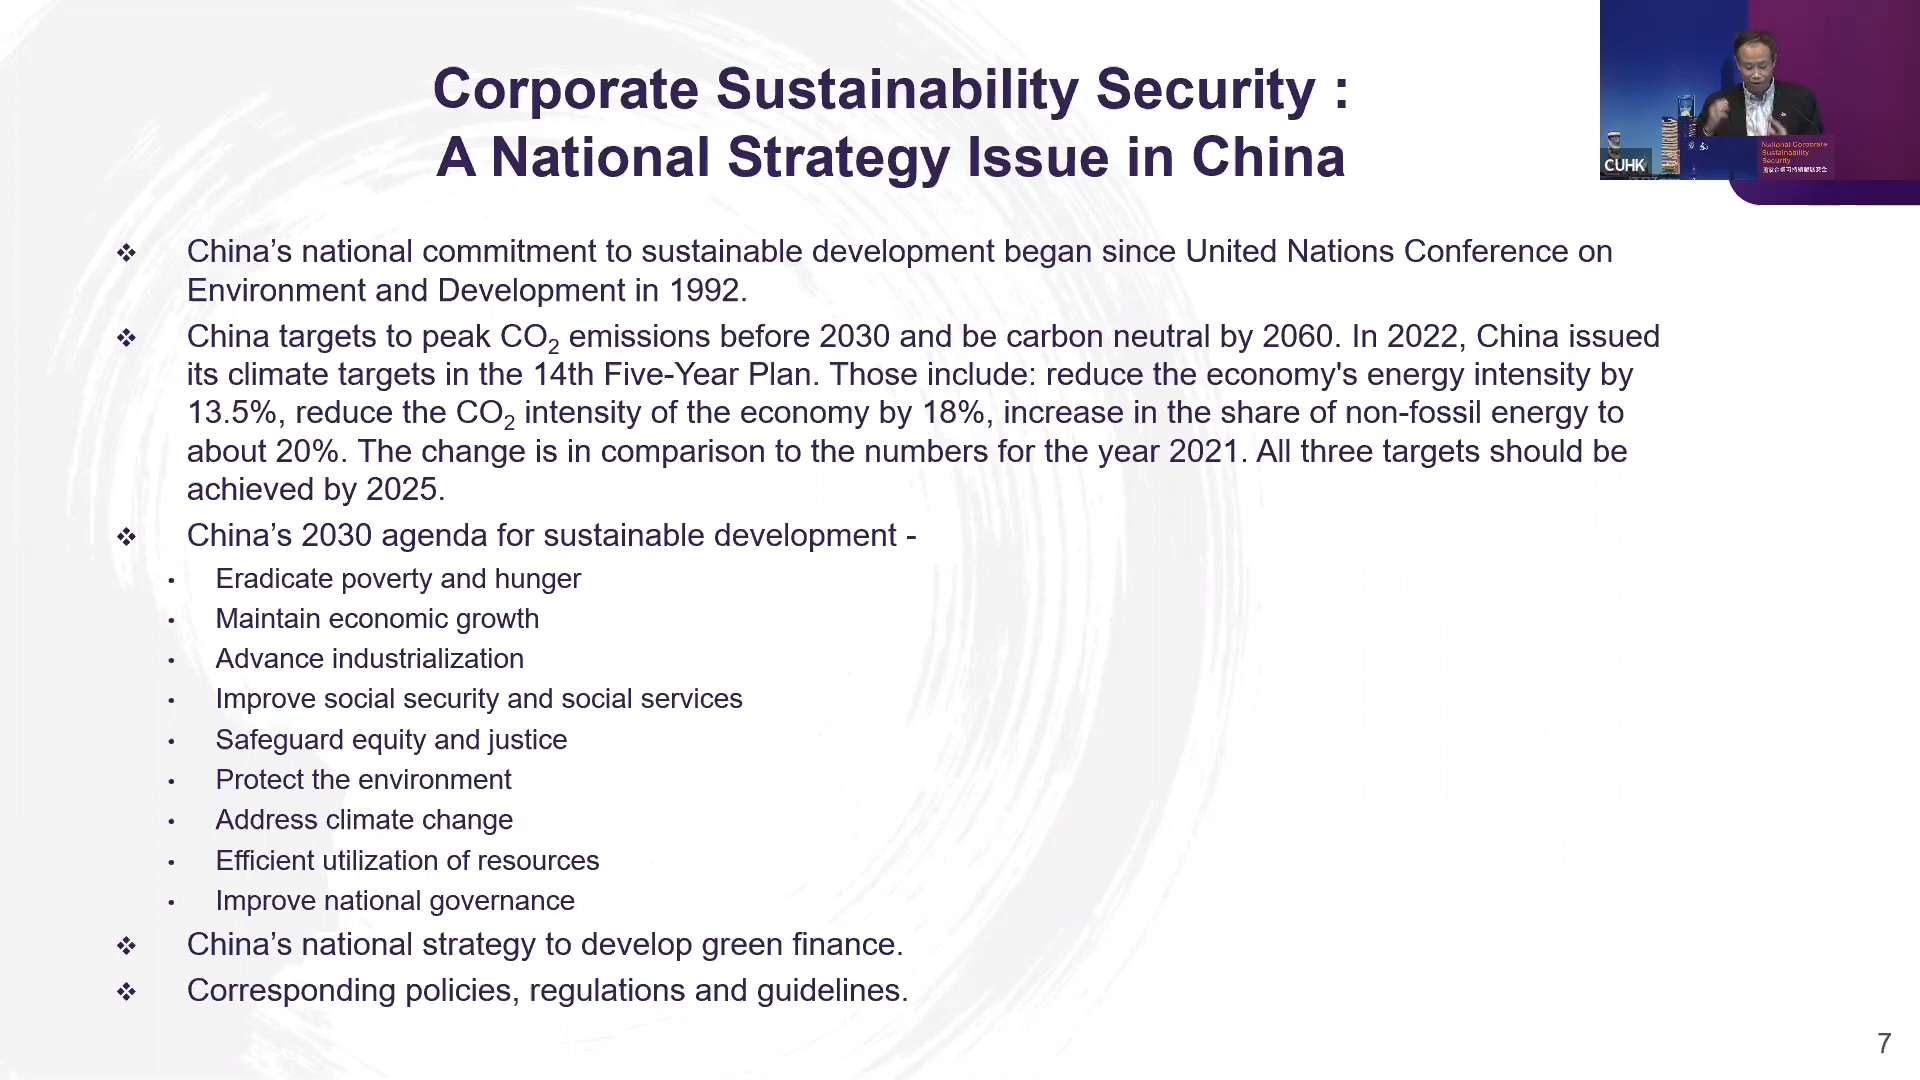 Corporate Sustainability Security :
A National Strategy Issue in China
CUHK
National Corporate
Sustainability
Security
❖ China’s national commitment to sustainable development began since United Nations Conference on
Environment and Development in 1992.
❖ China targets to peak CO₂ emissions before 2030 and be carbon neutral by 2060. In 2022, China issued
its climate targets in the 14th Five-Year Plan. Those include: reduce the economy's energy intensity by
13.5%, reduce the CO₂ intensity of the economy by 18%, increase in the share of non-fossil energy to
about 20%. The change is in comparison to the numbers for the year 2021. All three targets should be
achieved by 2025.
❖ China’s 2030 agenda for sustainable development -
• Eradicate poverty and hunger
• Maintain economic growth
• Advance industrialization
• Improve social security and social services
• Safeguard equity and justice
• Protect the environment
• Address climate change
• Efficient utilization of resources
• Improve national governance
❖ China’s national strategy to develop green finance.
❖ Corresponding policies, regulations and guidelines.
7